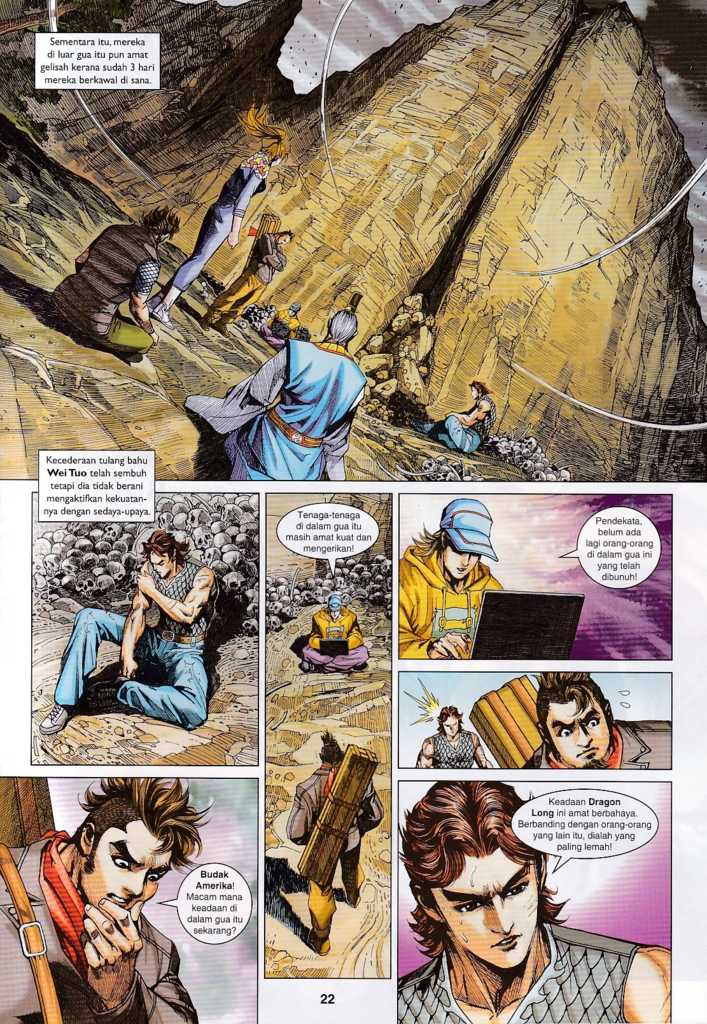 Sementara itu, mereka
di luar gua itu pun amat
gelisah kerana sudah 3 hari
mereka berkawal di sana.
Kecederaan tulang bahu
Wei Tuo telah sembuh
tetapi dia tidak berani
mengaktifkan kekuatan-
nya dengan sedaya-upaya.
Budak
Amerika!
Macam mana
keadaan di
dalam gua itu
sekarang?
Tenaga-tenaga
di dalam gua itu
masih amat kuat dan
mengerikan!
Pendekata,
belum ada
lagi orang-orang
di dalam gua ini
yang telah
dibunuh!
Keadaan Dragon
Long ini amat berbahaya.
Berbanding dengan orang-orang
yang lain itu, dialah yang
paling lemah!
22